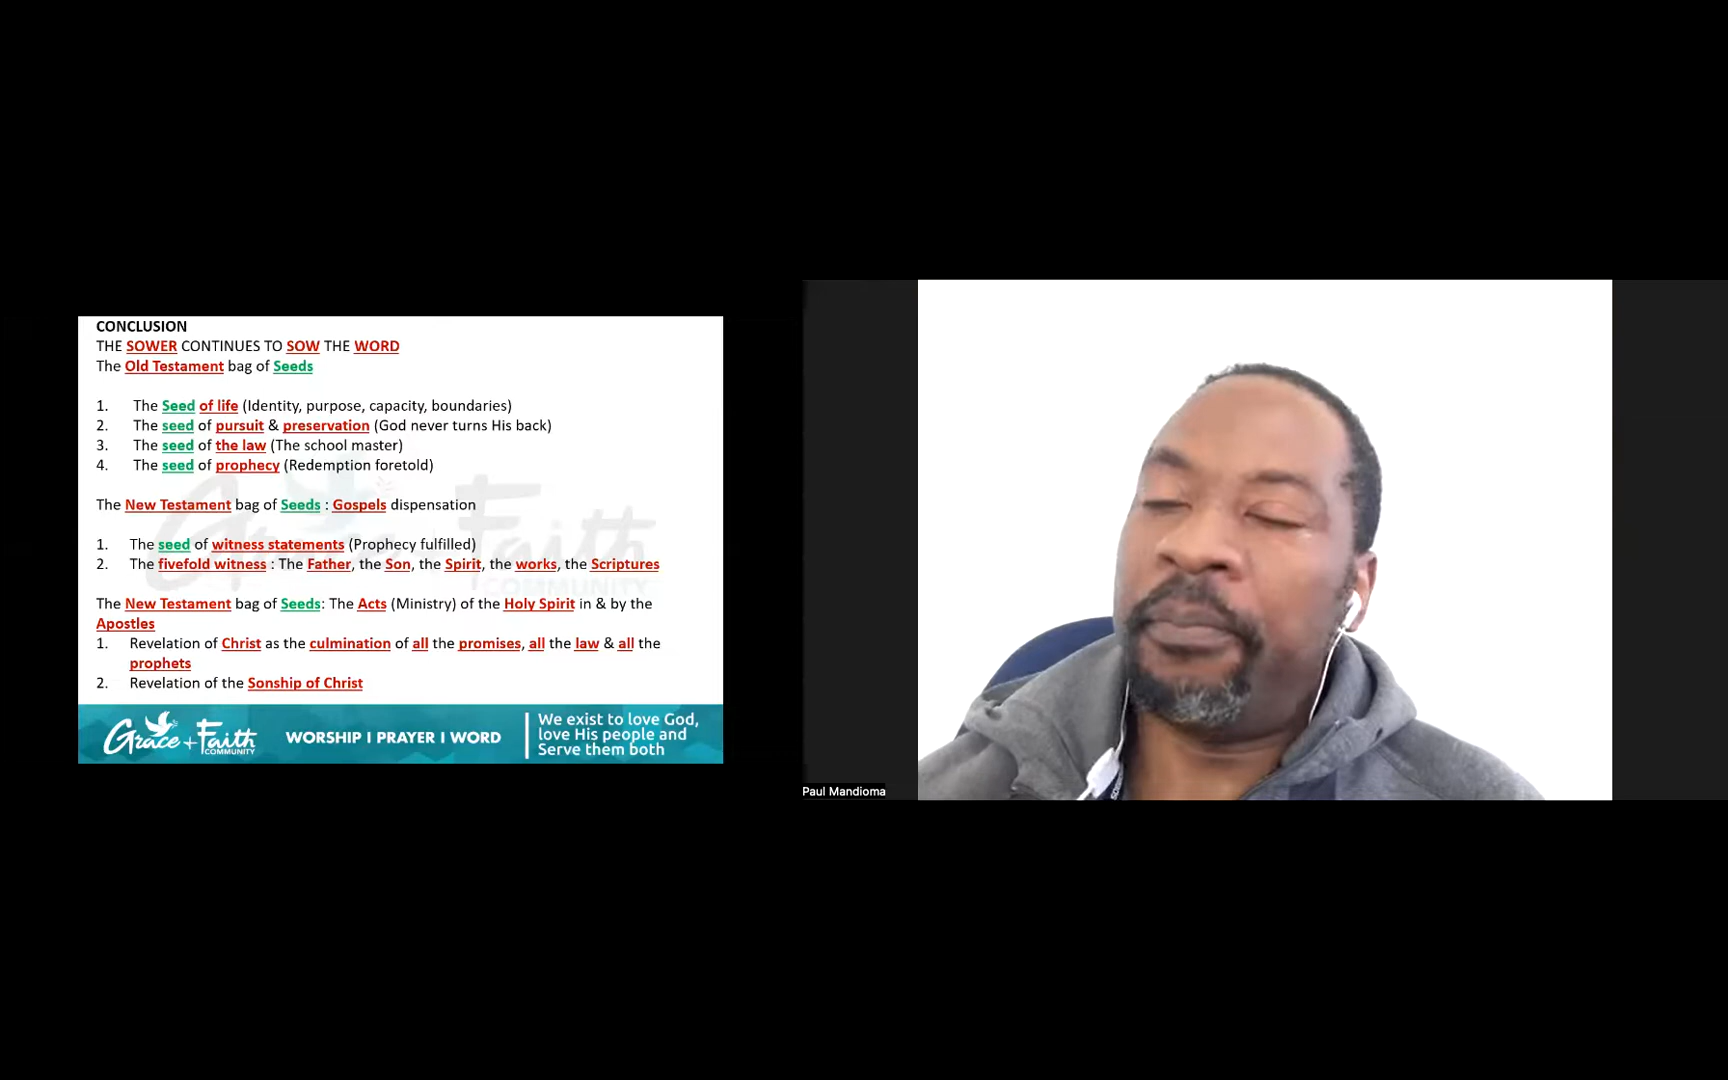 CONCLUSION
THE SOWER CONTINUES TO SOW THE WORD
The Old Testament bag of Seeds
1. The Seed of life (Identity, purpose, capacity, boundaries)
2. The seed of pursuit & preservation (God never turns His back)
3. The seed of the law (The school master)
4. The seed of prophecy (Redemption foretold)
The New Testament bag of Seeds : Gospels dispensation
1. The seed of witness statements (Prophecy fulfilled)
2. The fivefold witness : The Father, the Son, the Spirit, the works, the Scriptures
The New Testament bag of Seeds: The Acts (Ministry) of the Holy Spirit in & by the
Apostles
1. Revelation of Christ as the culmination of all the promises, all the law & all the
prophets
2. Revelation of the Sonship of Christ
Grace + Faith
COMMUNITY
Grace + Faith
COMMUNITY
WORSHIP I PRAYER I WORD
We exist to love God,
love His people and
Serve them both
Paul Mandioma